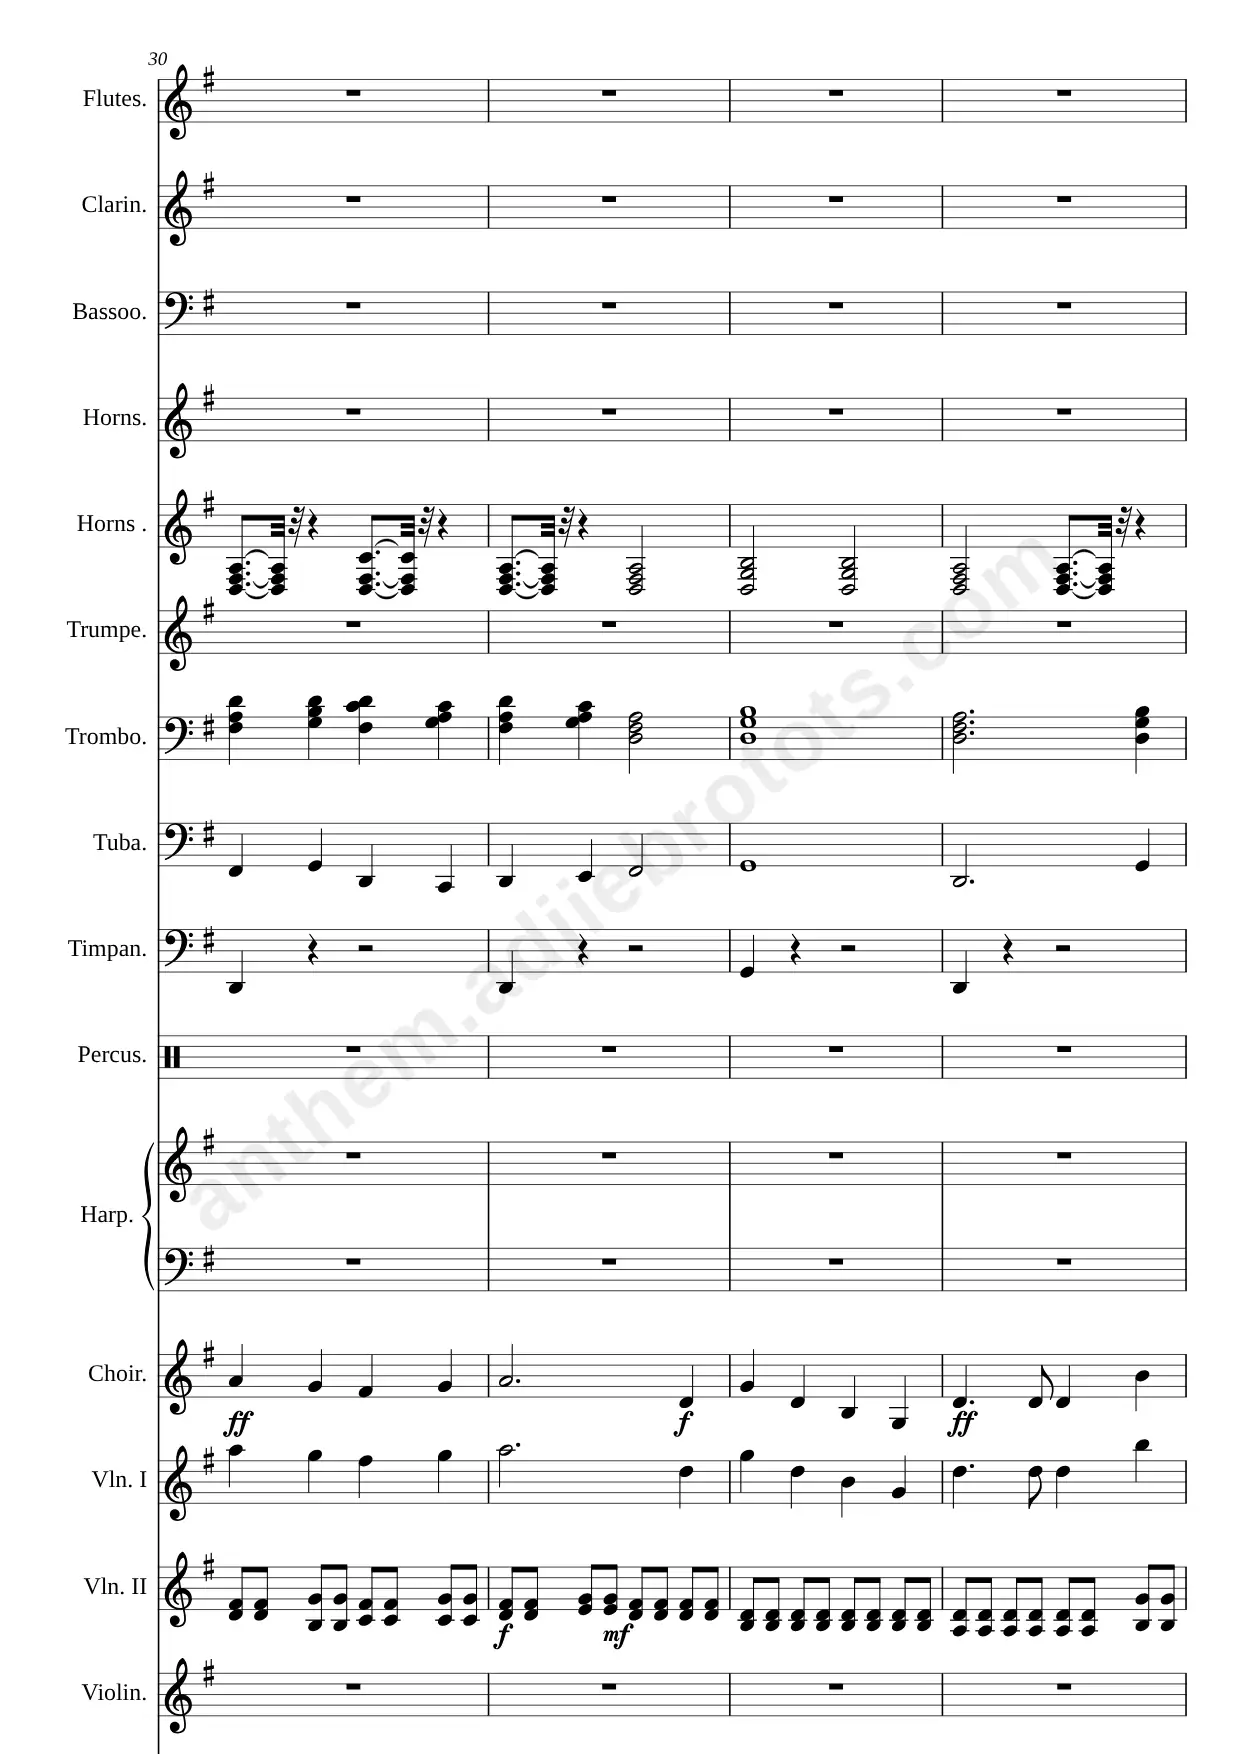 30
Flutes.
Clarin.
Bassoo.
Horns.
Horns .
Trumpe.
Trombo.
Tuba.
Timpan.
Percus.
Harp.
Choir.
ff
f
ff
Vln. I
Vln. II
f
mf
Violin.
anthem.adjiebrotots.com